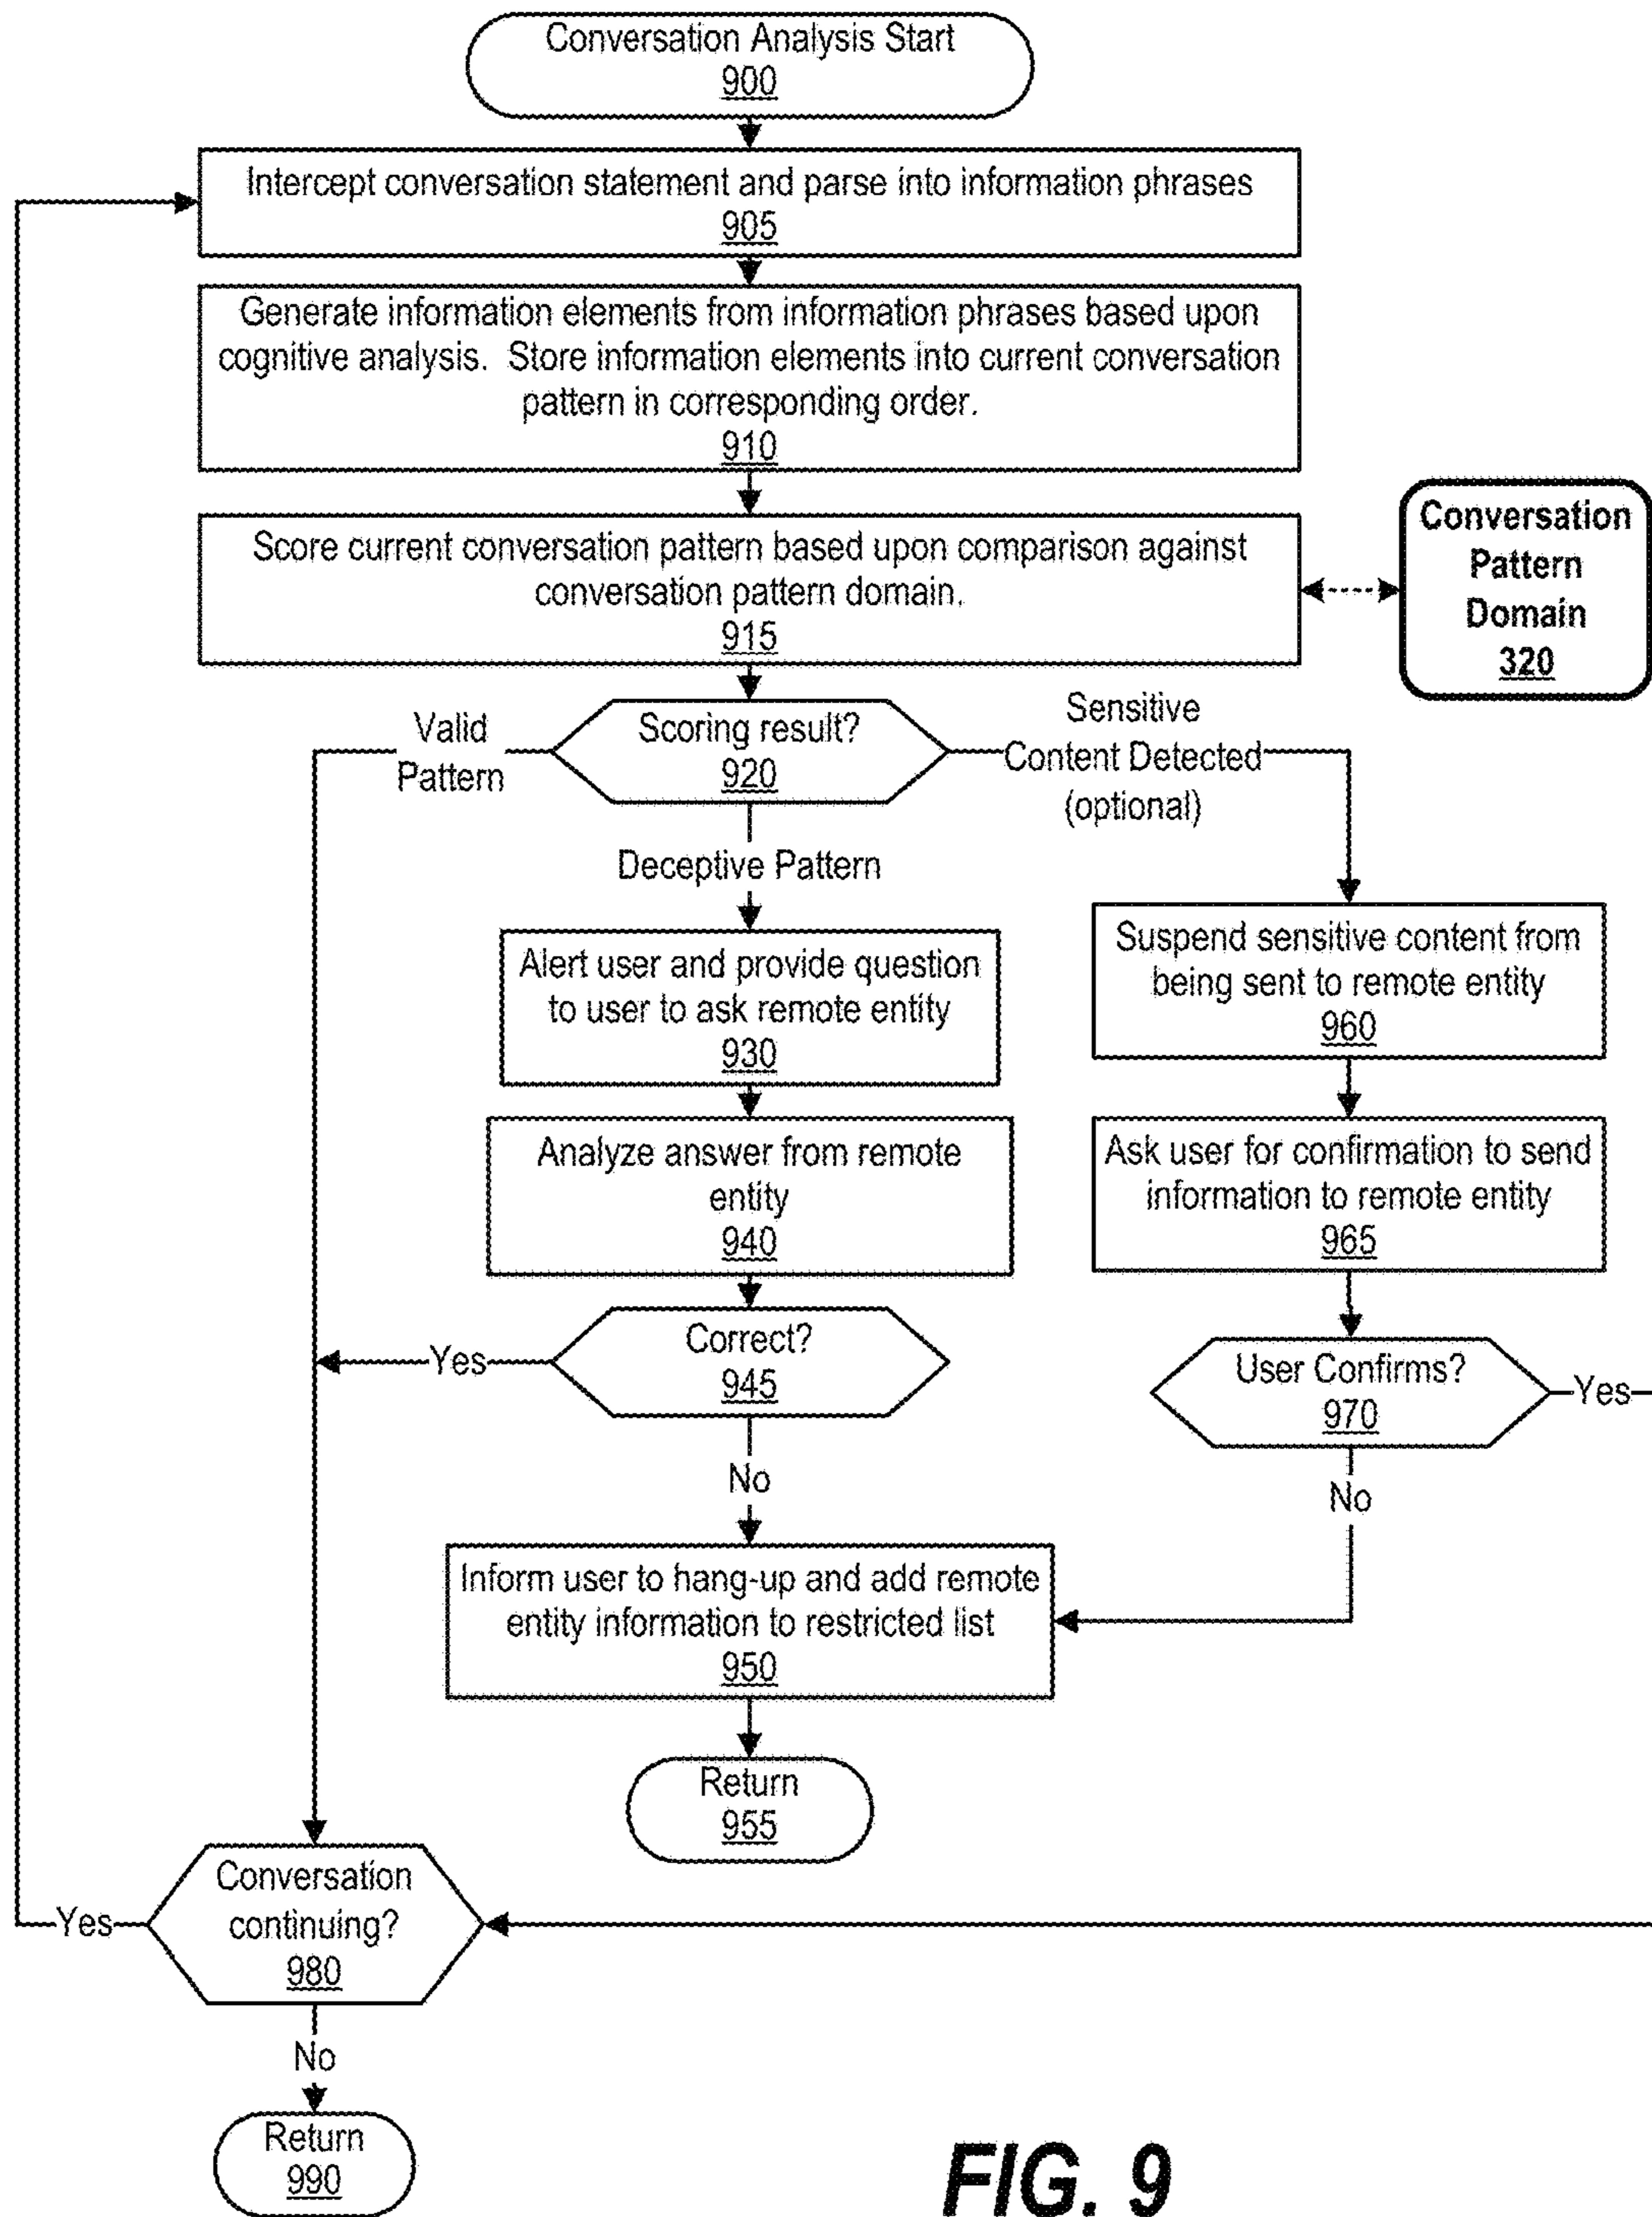 Conversation Analysis Start
900
Intercept conversation statement and parse into information phrases
905
Generate information elements from information phrases based upon
cognitive analysis. Store information elements into current conversation
pattern in corresponding order.
910
Score current conversation pattern based upon comparison against
conversation pattern domain.
915
Conversation
Pattern
Domain
320
Scoring result?
920
Valid
Pattern
Sensitive
Content Detected
(optional)
Deceptive Pattern
Alert user and provide question
to user to ask remote entity
930
Suspend sensitive content from
being sent to remote entity
960
Analyze answer from remote
entity
940
Ask user for confirmation to send
information to remote entity
965
Correct?
945
Yes
User Confirms?
970
Yes
No
No
Inform user to hang-up and add remote
entity information to restricted list
950
Return
955
Conversation
continuing?
980
Yes
No
Return
990
FIG. 9